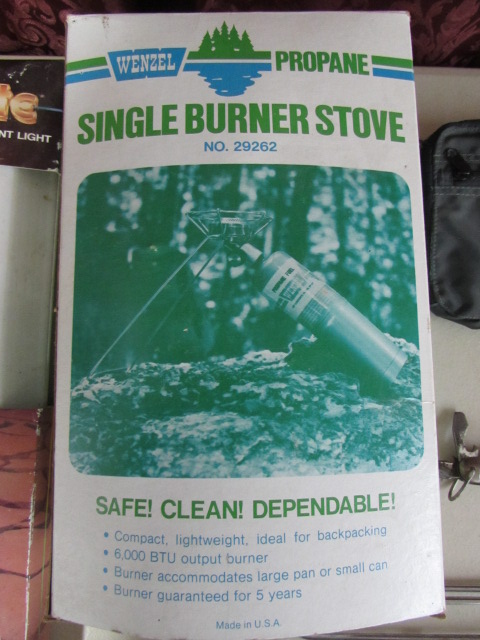 WENZEL PROPANE
SINGLE BURNER STOVE
NO. 29262
NT LIGHT
SAFE! CLEAN! DEPENDABLE!
• Compact, lightweight, ideal for backpacking
• 6,000 BTU output burner
• Burner accommodates large pan or small can
• Burner guaranteed for 5 years
Made in U.S.A.